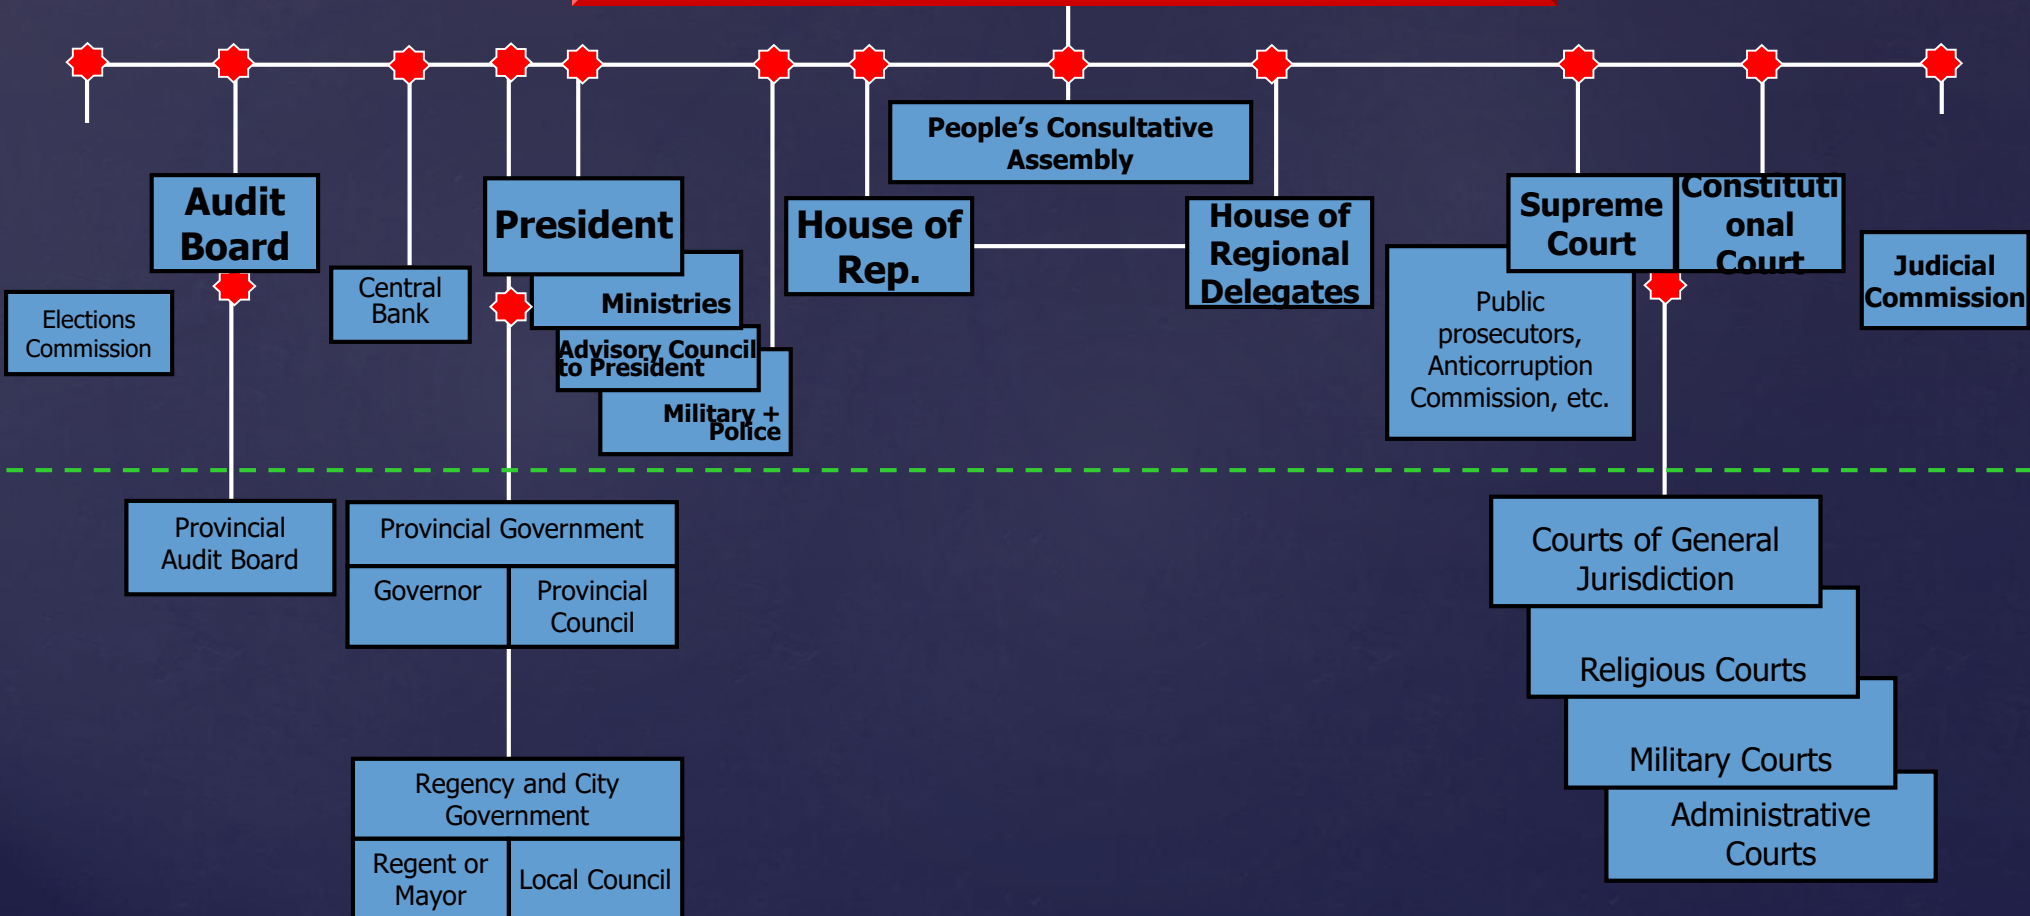 People’s Consultative
Assembly
Audit
Board
President
House of
Rep.
House of
Regional
Delegates
Supreme
Court
Constituti
onal
Court
Judicial
Commission
Elections
Commission
Central
Bank
Ministries
Advisory Council
to President
Military +
Police
Public
prosecutors,
Anticorruption
Commission, etc.
Provincial
Audit Board
Provincial Government
Governor
Provincial
Council
Courts of General
Jurisdiction
Religious Courts
Military Courts
Administrative
Courts
Regency and City
Government
Regent or
Mayor
Local Council